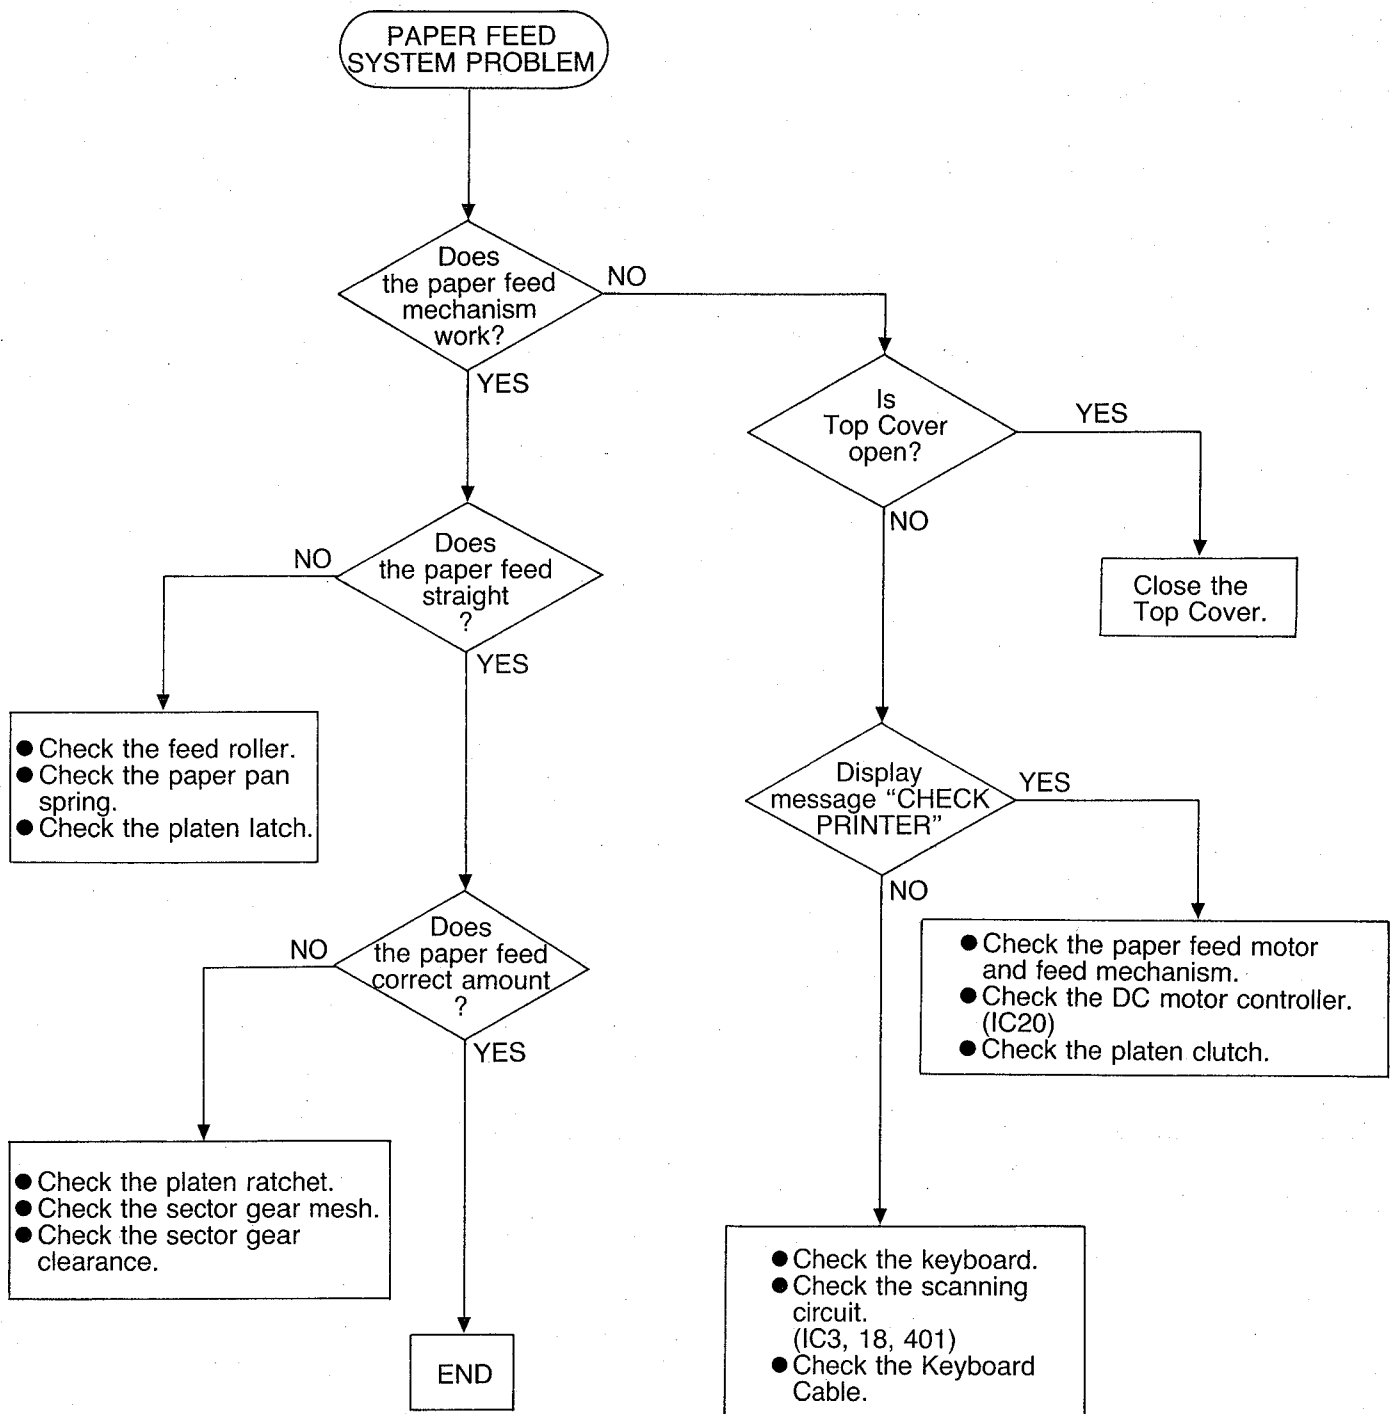 PAPER FEED
SYSTEM PROBLEM
Does
the paper feed
mechanism
work?
NO
YES
Is
Top Cover
open?
YES
NO
Close the
Top Cover.
Does
the paper feed
straight
?
NO
YES
● Check the feed roller.
● Check the paper pan
spring.
● Check the platen latch.
Display
message “CHECK
PRINTER”
YES
NO
● Check the paper feed motor
and feed mechanism.
● Check the DC motor controller.
(IC20)
● Check the platen clutch.
Does
the paper feed
correct amount
?
NO
YES
● Check the platen ratchet.
● Check the sector gear mesh.
● Check the sector gear
clearance.
END
● Check the keyboard.
● Check the scanning
circuit.
(IC3, 18, 401)
● Check the Keyboard
Cable.